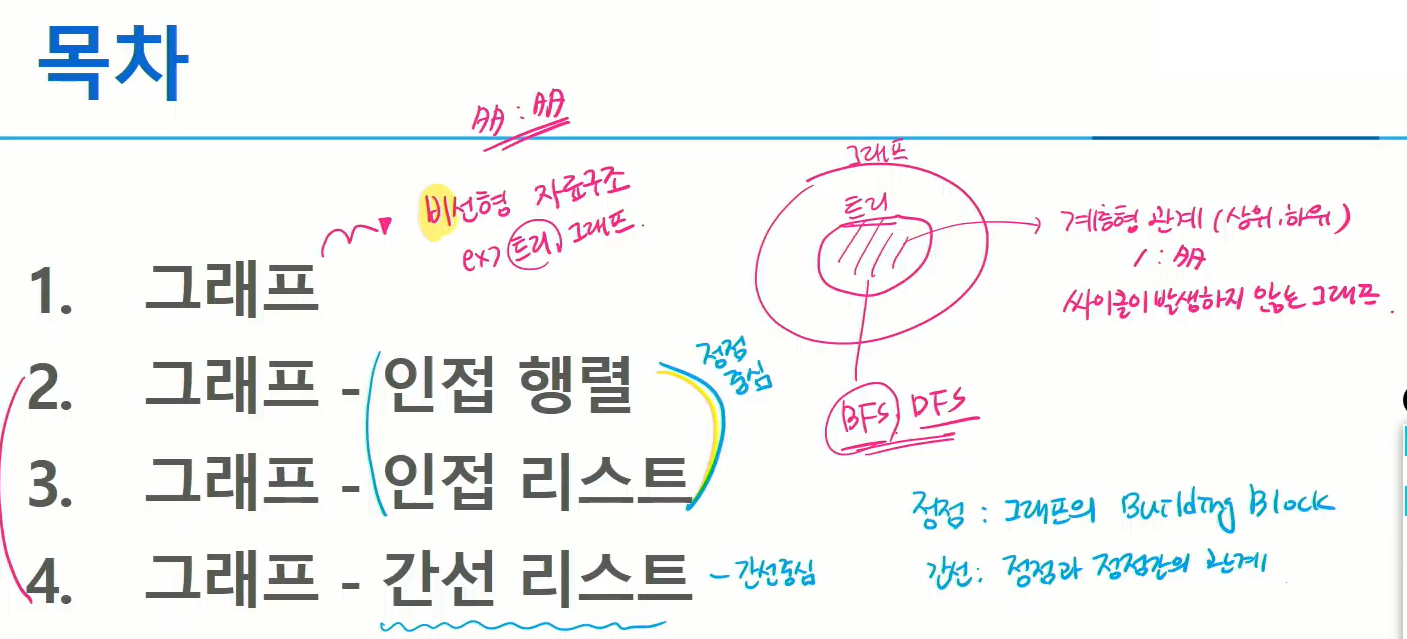 목차
AA : AA
비선형 자료구조
ex> 트리, 그래프.
그래프
트리
계층형 관계 (상위, 하위)
1 : AA
싸이클이 발생하지 않는 그래프.
BFS, DFS
1. 그래프
2. 그래프 - 인접 행렬
정점 중심
3. 그래프 - 인접 리스트
4. 그래프 - 간선 리스트
- 간선중심
정점 : 그래프의 Building Block
간선 : 정점과 정점간의 관계